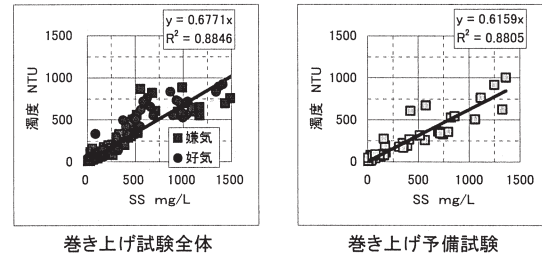 y = 0.6771x
R² = 0.8846
1500
1000
500
0
濁度 NTU
嫌気
好気
0 500 1000 1500
SS mg/L
巻き上げ試験全体
y = 0.6159x
R² = 0.8805
1500
1000
500
0
濁度 NTU
0 500 1000 1500
SS mg/L
巻き上げ予備試験